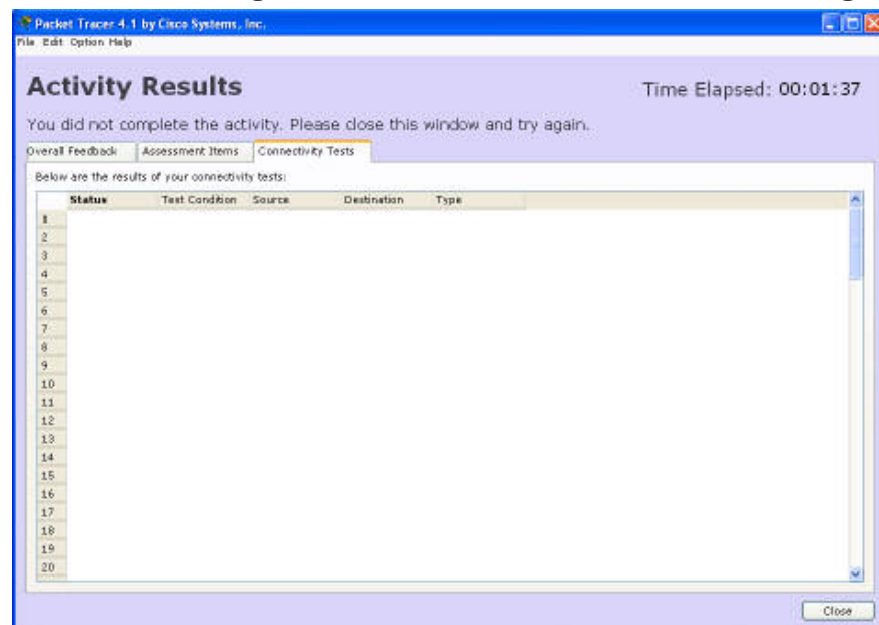 Packet Tracer 4.1 by Cisco Systems, Inc.
File Edit Option Help
Activity Results
Time Elapsed: 00:01:37
You did not complete the activity. Please close this window and try again.
Overall Feedback Assessment Items Connectivity Tests
Below are the results of your connectivity tests:
Status Test Condition Source Destination Type
1
2
3
4
5
6
7
8
9
10
11
12
13
14
15
16
17
18
19
20
Close